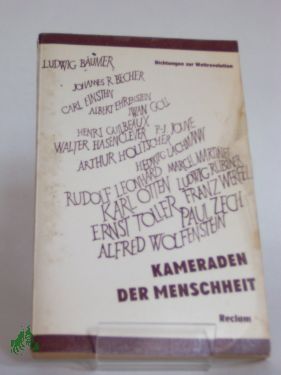 Dichtungen zur Weltrevolution
LUDWIG BÄUMER
JOHANNES R. BECHER
CARL EINSTEIN
ALBERT EHRENSTEIN
IWAN GOLL
HENRI GUILBEAUX
WALTER HASENCLEVER P-J JOUVE
ARTHUR HOLITSCHER
HEDWIG LACHMANN
RUDOLF LEONHARD MARCEL MARTINET
KARL OTTEN LUDWIG RUBINER
ERNST TOLLER FRANZ WERFEL
ALFRED WOLFENSTEIN PAUL ZECH
KAMERADEN
DER MENSCHHEIT
Reclam